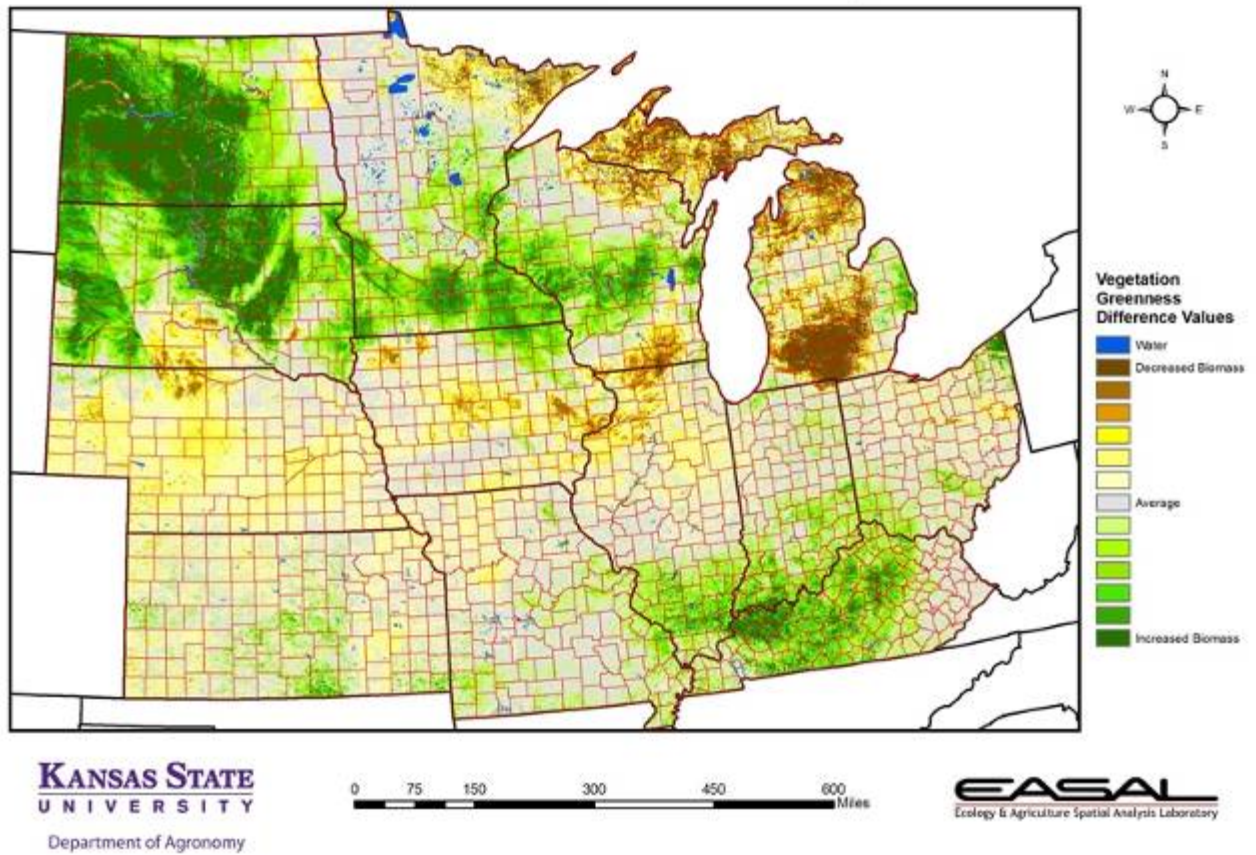 N
W
E
S
Vegetation
Greenness
Difference Values
Water
Decreased Biomass
Average
Increased Biomass
KANSAS STATE
UNIVERSITY
Department of Agronomy
0 75 150 300 450 600
Miles
EASAL
Ecology & Agriculture Spatial Analysis Laboratory